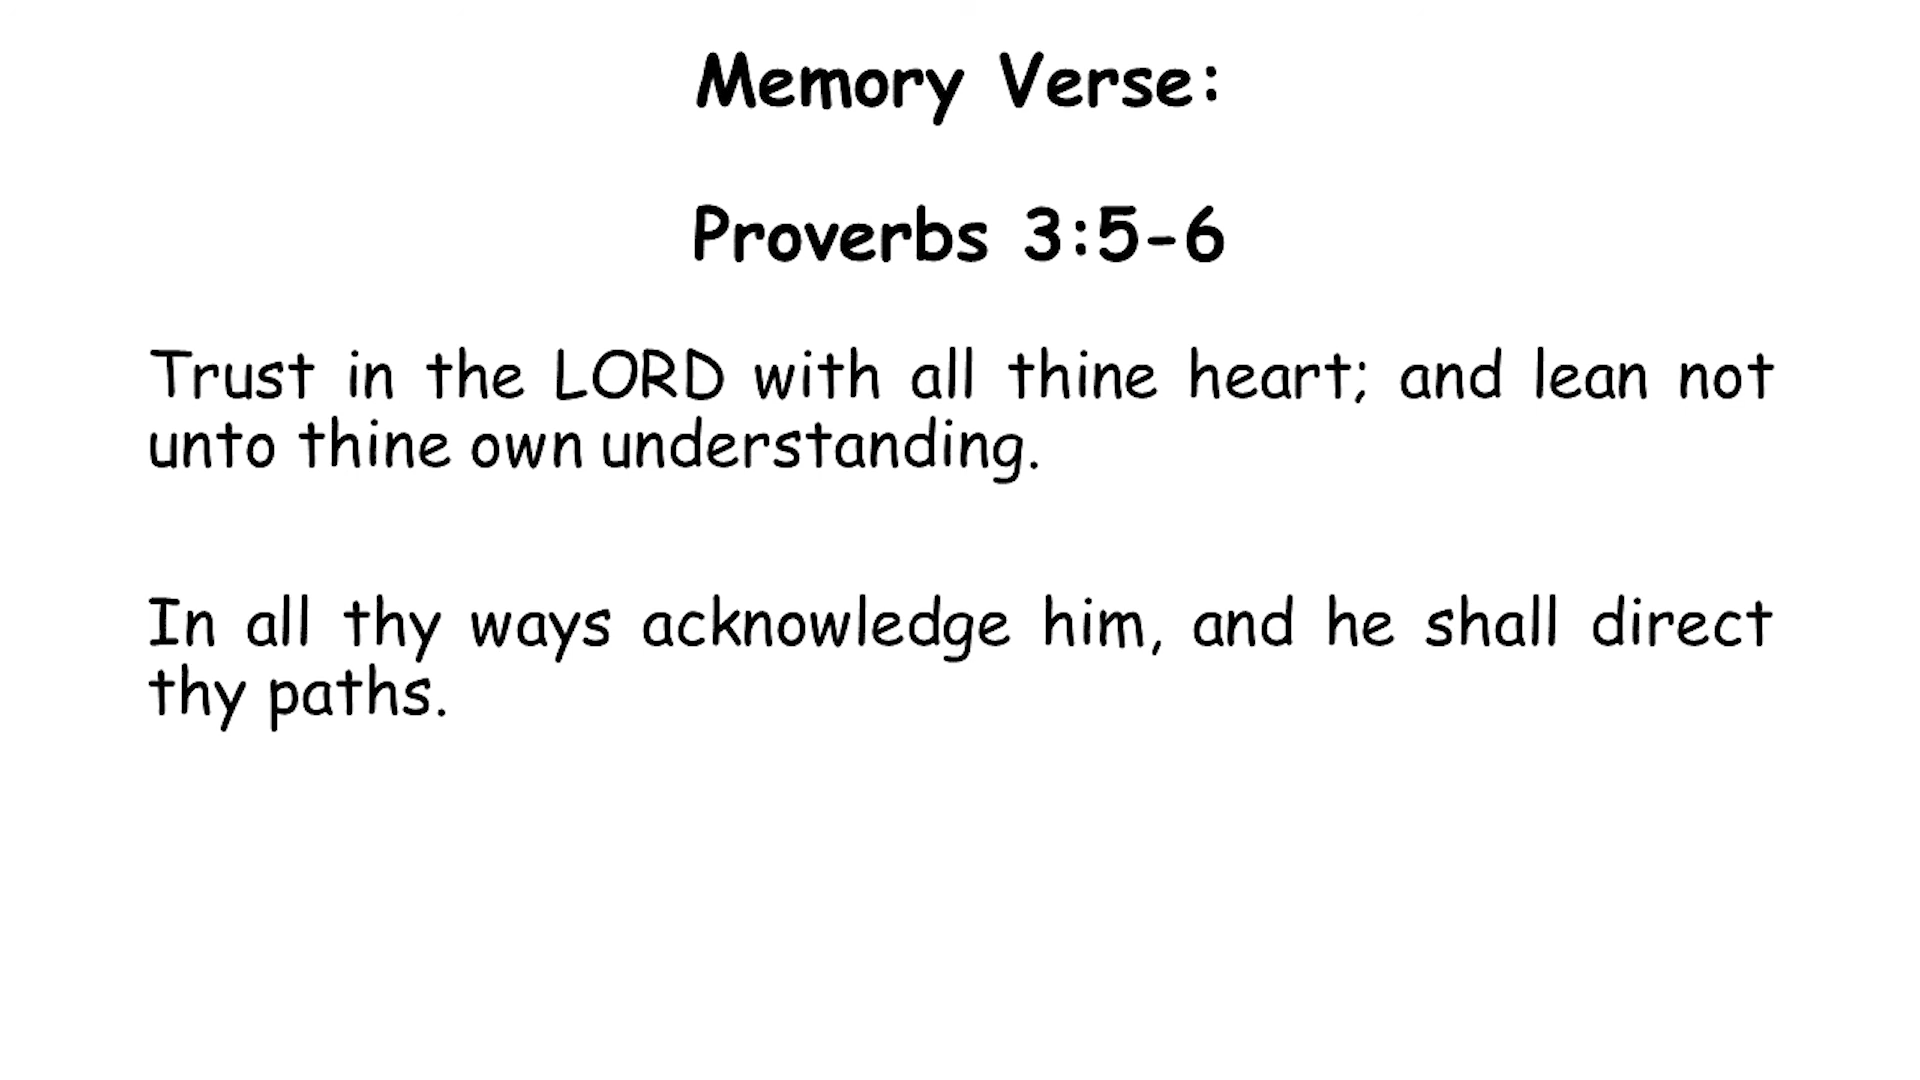 Memory Verse:
Proverbs 3:5-6
Trust in the LORD with all thine heart; and lean not
unto thine own understanding.
In all thy ways acknowledge him, and he shall direct
thy paths.